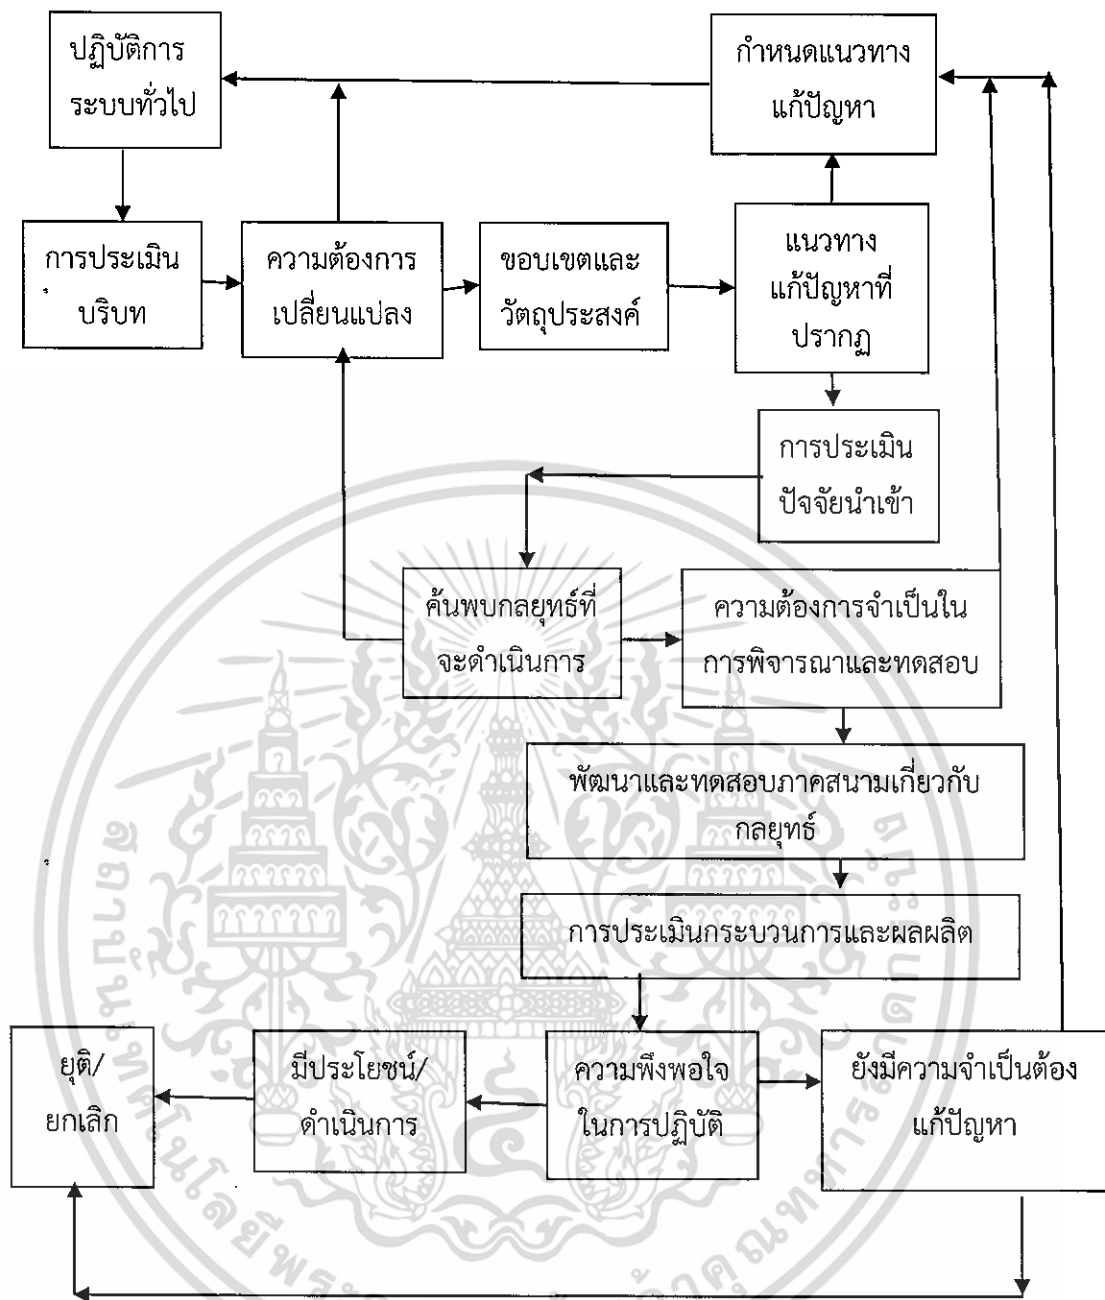 ปฏิบัติการ
ระบบทั่วไป
กำหนดแนวทาง
แก้ปัญหา
การประเมิน
บริบท
ความต้องการ
เปลี่ยนแปลง
ขอบเขตและ
วัตถุประสงค์
แนวทาง
แก้ปัญหาที่
ปรากฏ
การประเมิน
ปัจจัยนำเข้า
ค้นพบกลยุทธ์ที่
จะดำเนินการ
ความต้องการจำเป็นใน
การพิจารณาและทดสอบ
พัฒนาและทดสอบภาคสนามเกี่ยวกับ
กลยุทธ์
การประเมินกระบวนการและผลผลิต
ยุติ/
ยกเลิก
มีประโยชน์/
ดำเนินการ
ความพึงพอใจ
ในการปฏิบัติ
ยังมีความจำเป็นต้อง
แก้ปัญหา